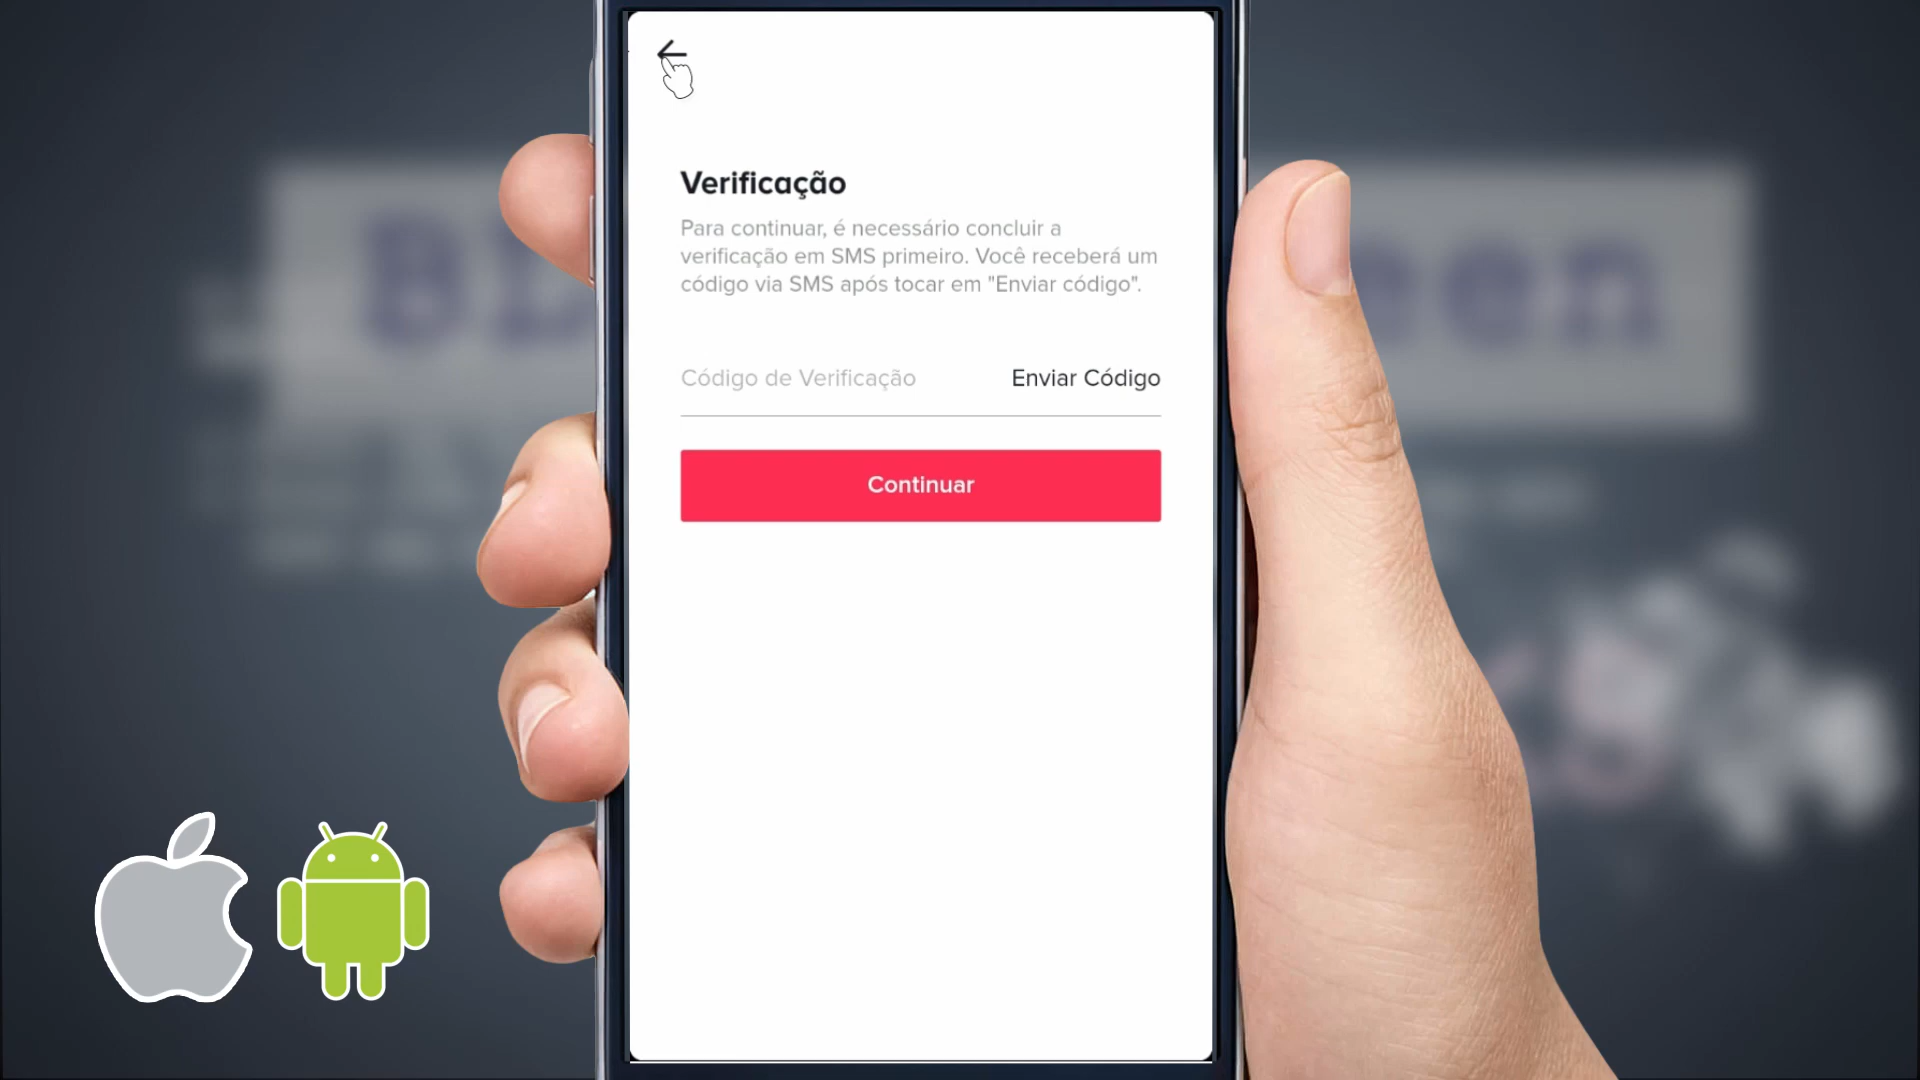 Verificação
Para continuar, é necessário concluir a
verificação em SMS primeiro. Você receberá um
código via SMS após tocar em "Enviar código".
Código de Verificação
Enviar Código
Continuar